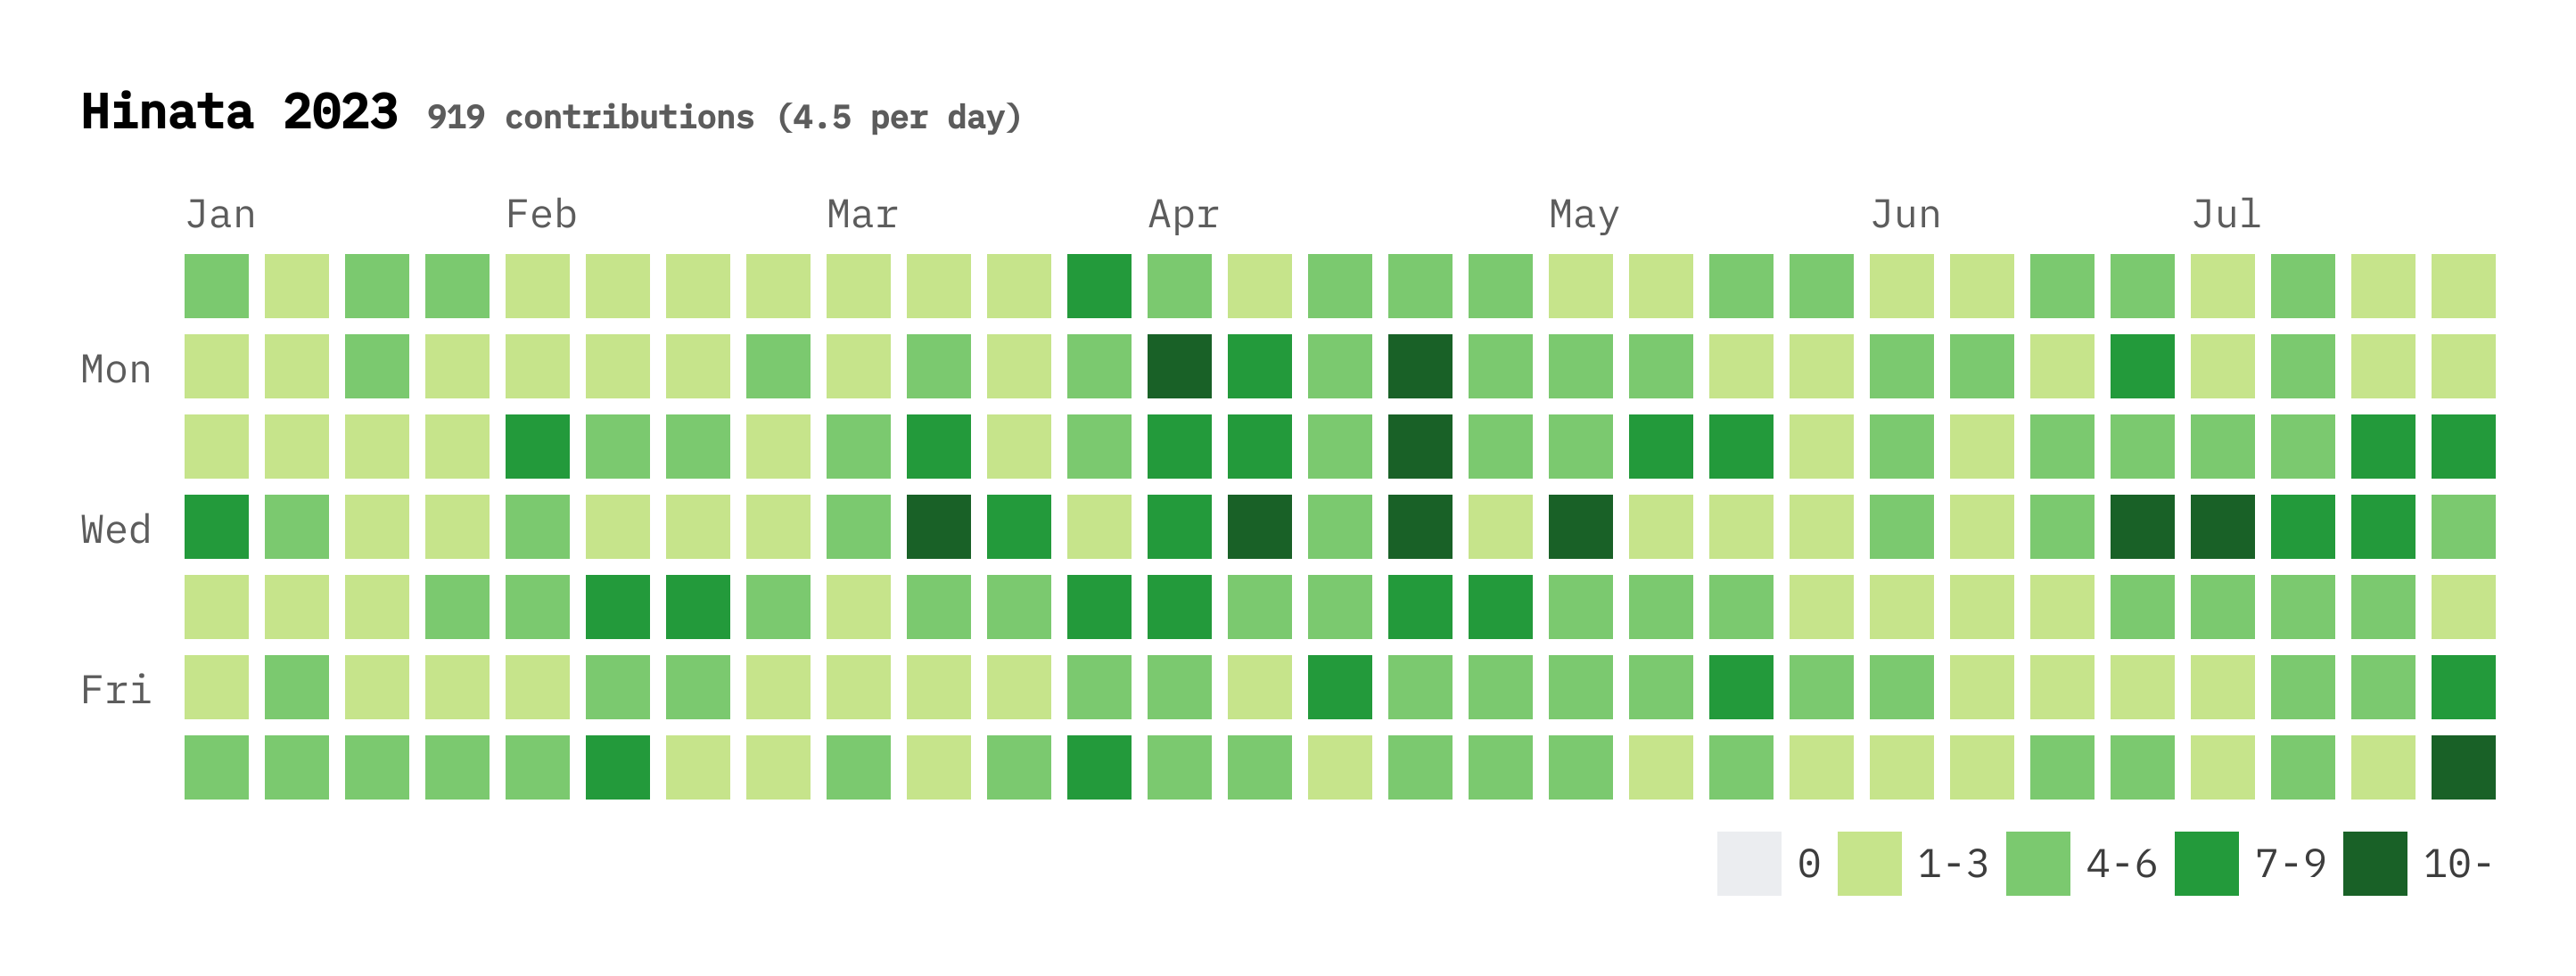 Hinata 2023 919 contributions (4.5 per day)
Jan Feb Mar Apr May Jun Jul
Mon
Wed
Fri
0 1-3 4-6 7-9 10-